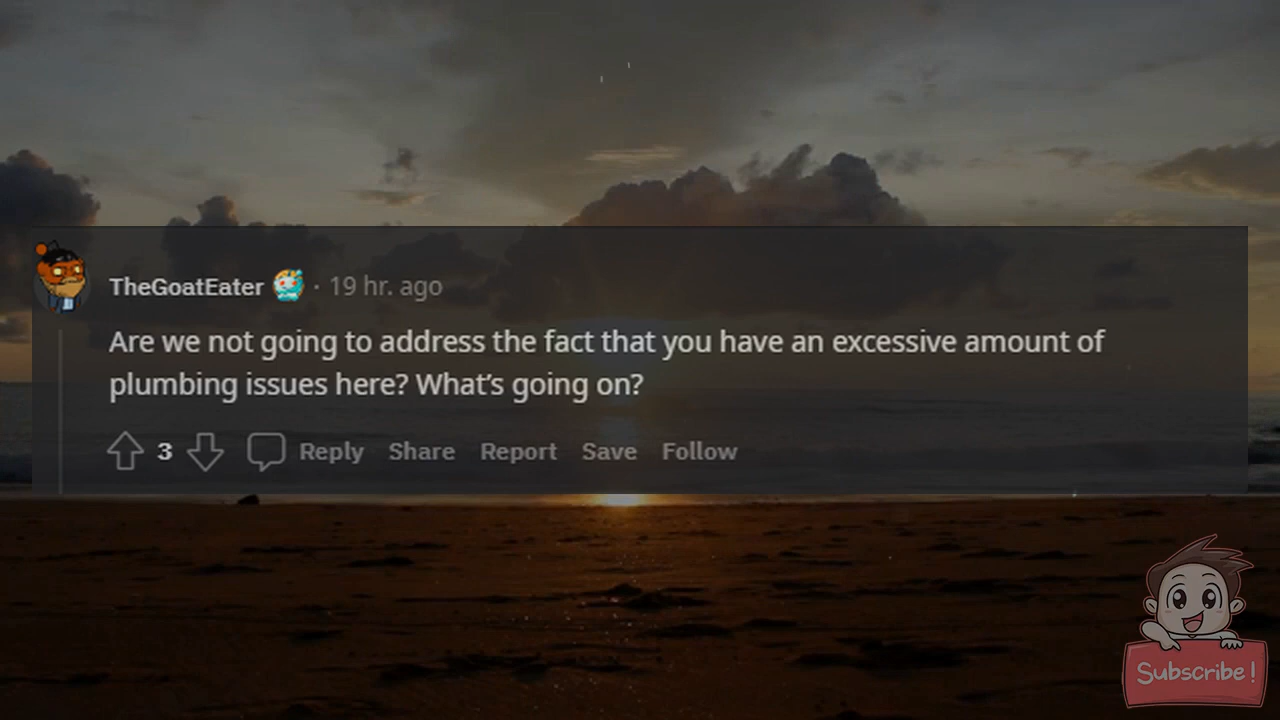 TheGoatEater · 19 hr. ago
Are we not going to address the fact that you have an excessive amount of
plumbing issues here? What's going on?
3 Reply Share Report Save Follow
Subscribe!